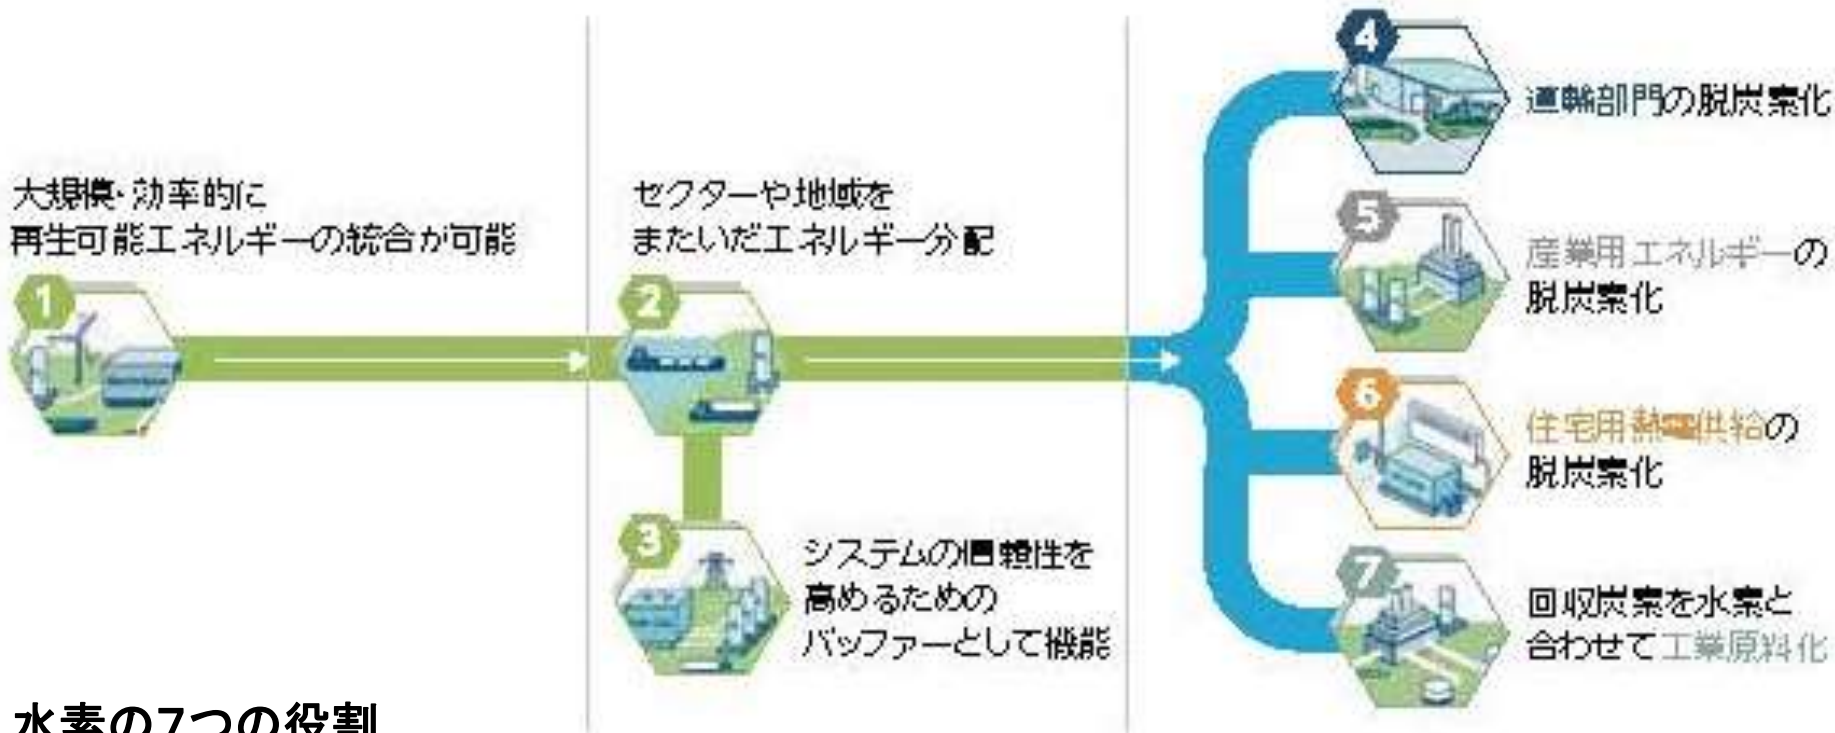 大規模・効率的に
再生可能エネルギーの統合が可能
1
セクターや地域を
またいだエネルギー分配
2
3
システムの信頼性を
高めるための
バッファーとして機能
4
運輸部門の脱炭素化
5
産業用エネルギーの
脱炭素化
6
住宅用熱電供給の
脱炭素化
7
回収炭素を水素と
合わせて工業原料化
水素の7つの役割